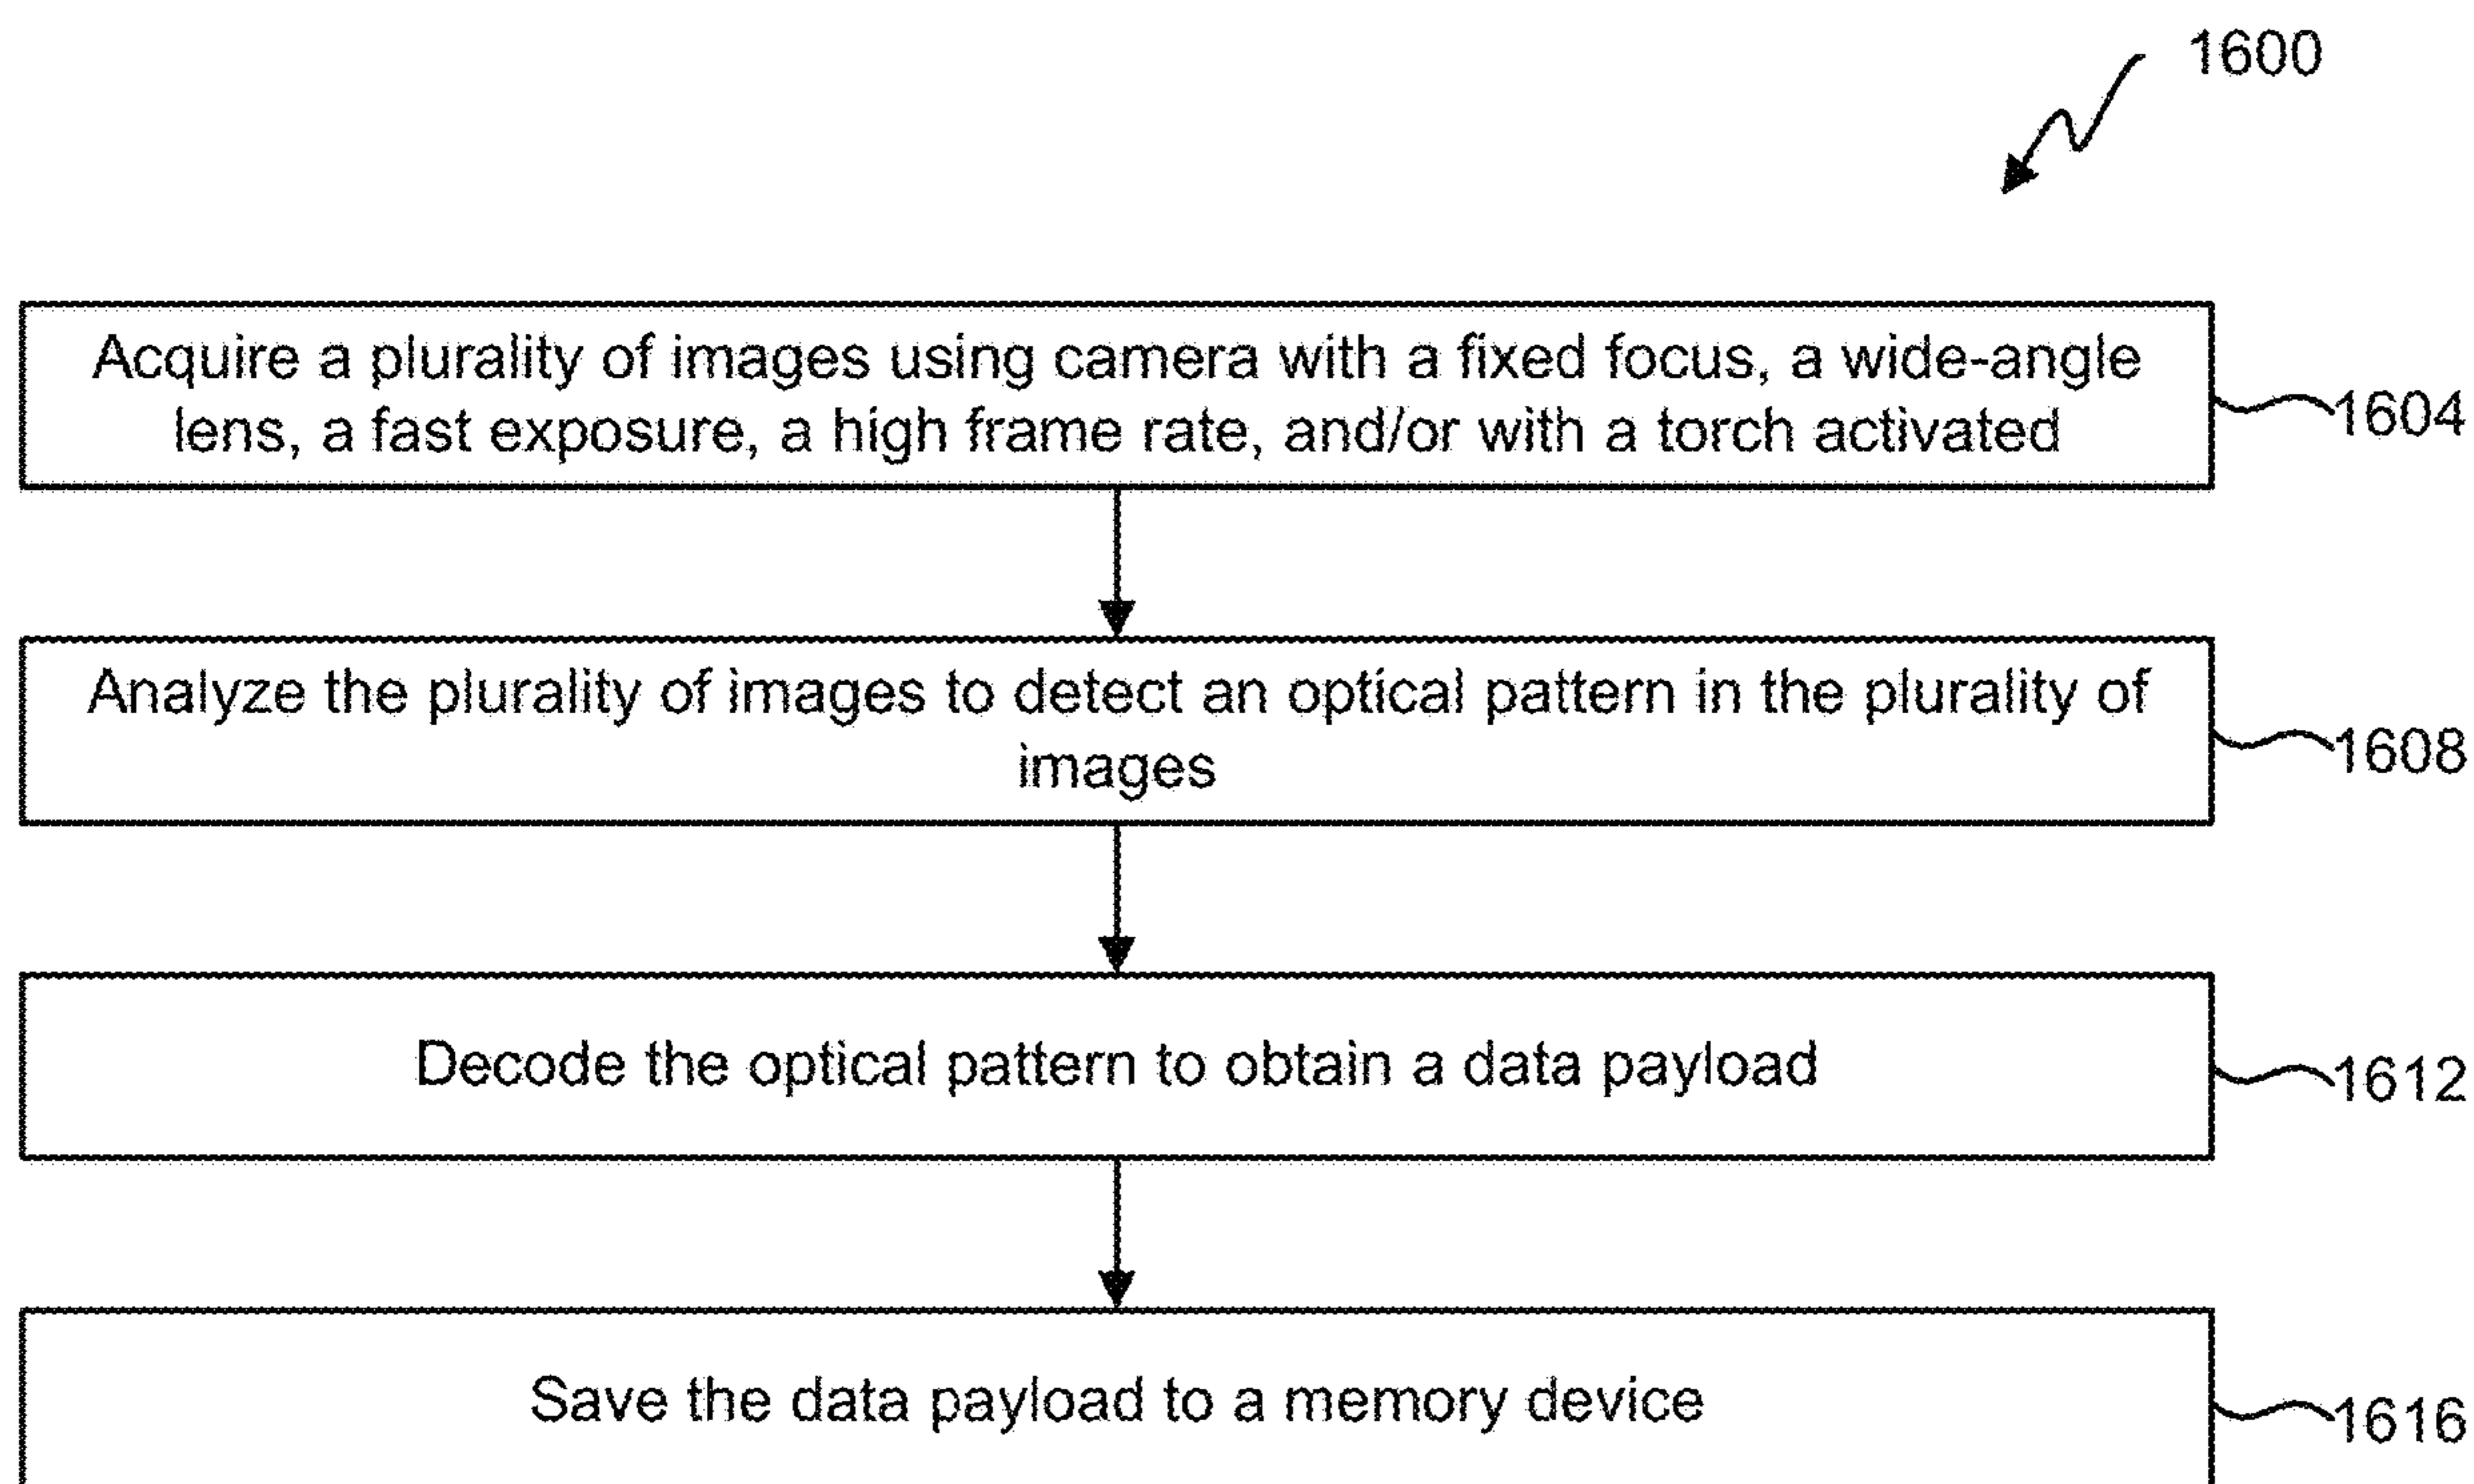 1600
Acquire a plurality of images using camera with a fixed focus, a wide-angle
lens, a fast exposure, a high frame rate, and/or with a torch activated
1604
Analyze the plurality of images to detect an optical pattern in the plurality of
images
1608
Decode the optical pattern to obtain a data payload
1612
Save the data payload to a memory device
1616